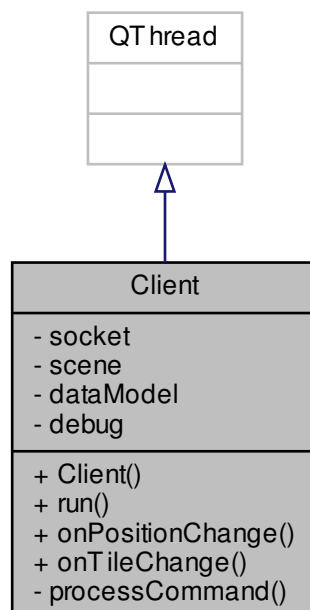 QThread
Client
- socket
- scene
- dataModel
- debug
+ Client()
+ run()
+ onPositionChange()
+ onTileChange()
- processCommand()